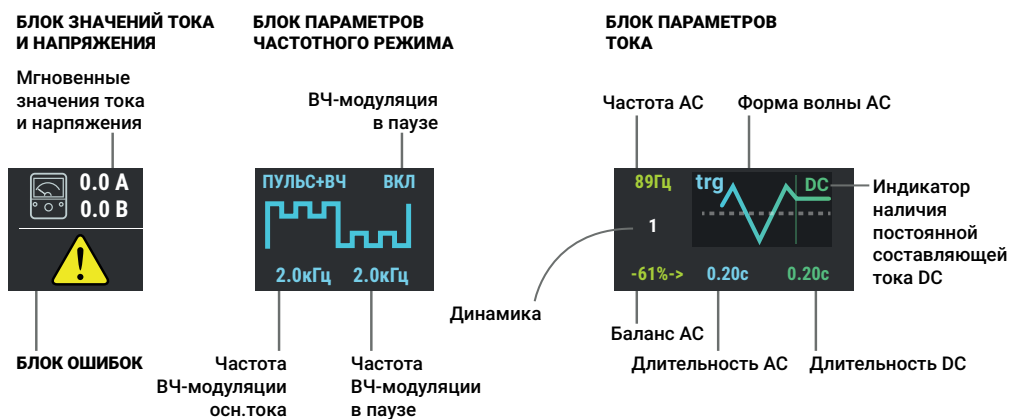 БЛОК ЗНАЧЕНИЙ ТОКА
И НАПРЯЖЕНИЯ
Мгновенные
значения тока
и нарпяжения
0.0 А
0.0 В
БЛОК ОШИБОК
БЛОК ПАРАМЕТРОВ
ЧАСТОТНОГО РЕЖИМА
ВЧ-модуляция
в паузе
ПУЛЬС+ВЧ ВКЛ
2.0кГц 2.0кГц
Частота
ВЧ-модуляции
осн.тока
Частота
ВЧ-модуляции
в паузе
БЛОК ПАРАМЕТРОВ
ТОКА
Частота АС Форма волны АС
89Гц trg DC
1
-61%-> 0.20с 0.20с
Индикатор
наличия
постоянной
составляющей
тока DC
Динамика
Баланс АС
Длительность АС Длительность DC